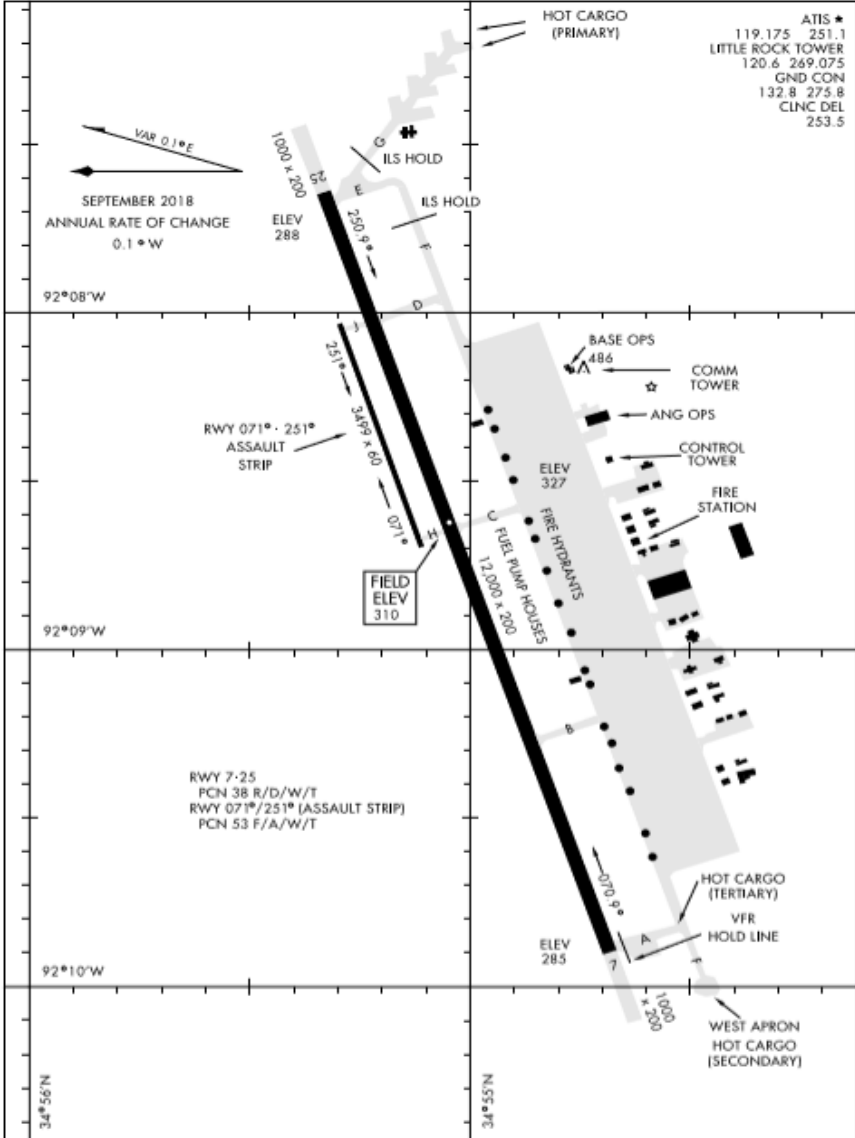 HOT CARGO
(PRIMARY)
ATIS ★
119.175 251.1
LITTLE ROCK TOWER
120.6 269.075
GND CON
132.8 275.8
CLNC DEL
253.5
VAR 0.1° E
SEPTEMBER 2018
ANNUAL RATE OF CHANGE
0.1° W
1000 x 200
G
ILS HOLD
25
E
ELEV
288
250.9°
ILS HOLD
F
92°08'W
D
J
BASE OPS
486
COMM
TOWER
251°
ANG OPS
RWY 071° · 251°
ASSAULT
STRIP
3499 x 60
CONTROL
TOWER
ELEV
327
FIRE
STATION
071°
H
C
FIRE HYDRANTS
FUEL PUMP HOUSES
12,000 x 200
FIELD
ELEV
310
92°09'W
B
RWY 7·25
PCN 38 R/D/W/T
RWY 071°/251° (ASSAULT STRIP)
PCN 53 F/A/W/T
070.9°
HOT CARGO
(TERTIARY)
VFR
HOLD LINE
A
ELEV
285
7
F
92°10'W
1000
x 200
WEST APRON
HOT CARGO
(SECONDARY)
34°56'N
34°55'N